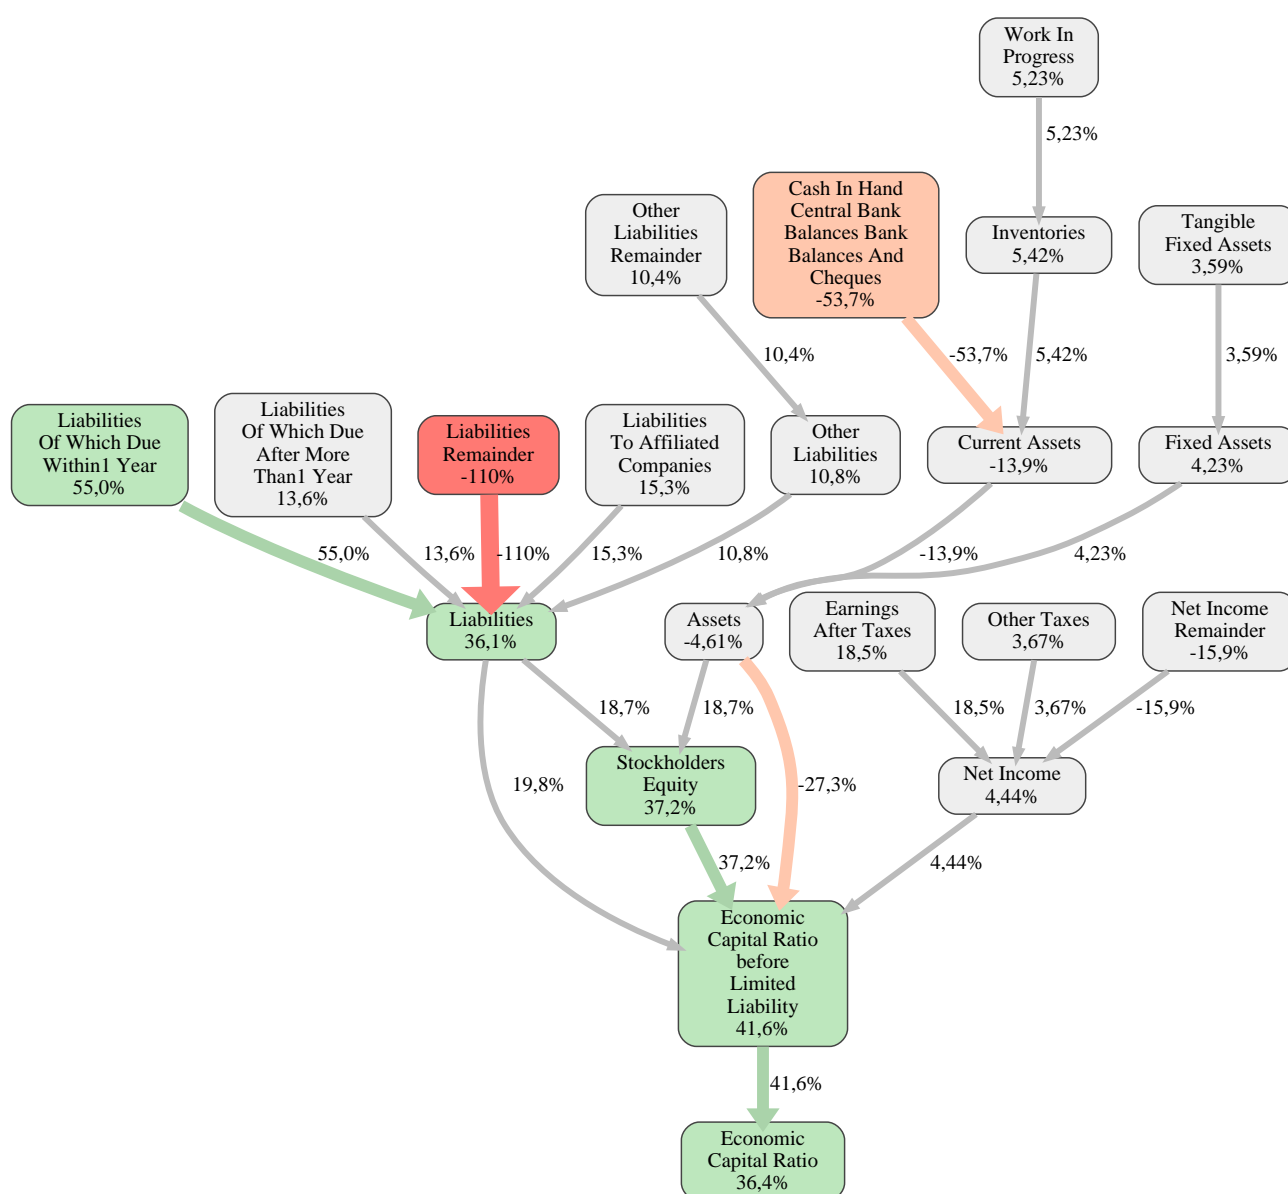 Work In
Progress
5,23%
5,23%
Cash In Hand
Central Bank
Balances Bank
Balances And
Cheques
-53,7%
Other
Liabilities
Remainder
10,4%
Inventories
5,42%
Tangible
Fixed Assets
3,59%
10,4%
-53,7%
5,42%
3,59%
Liabilities
Of Which Due
Within1 Year
55,0%
Liabilities
Of Which Due
After More
Than1 Year
13,6%
Liabilities
Remainder
-110%
Liabilities
To Affiliated
Companies
15,3%
Other
Liabilities
10,8%
Current Assets
-13,9%
Fixed Assets
4,23%
55,0%
13,6%
-110%
15,3%
10,8%
-13,9%
4,23%
Liabilities
36,1%
Assets
-4,61%
Earnings
After Taxes
18,5%
Other Taxes
3,67%
Net Income
Remainder
-15,9%
18,7%
18,7%
18,5%
3,67%
-15,9%
19,8%
Stockholders
Equity
37,2%
-27,3%
Net Income
4,44%
37,2%
4,44%
Economic
Capital Ratio
before
Limited
Liability
41,6%
41,6%
Economic
Capital Ratio
36,4%